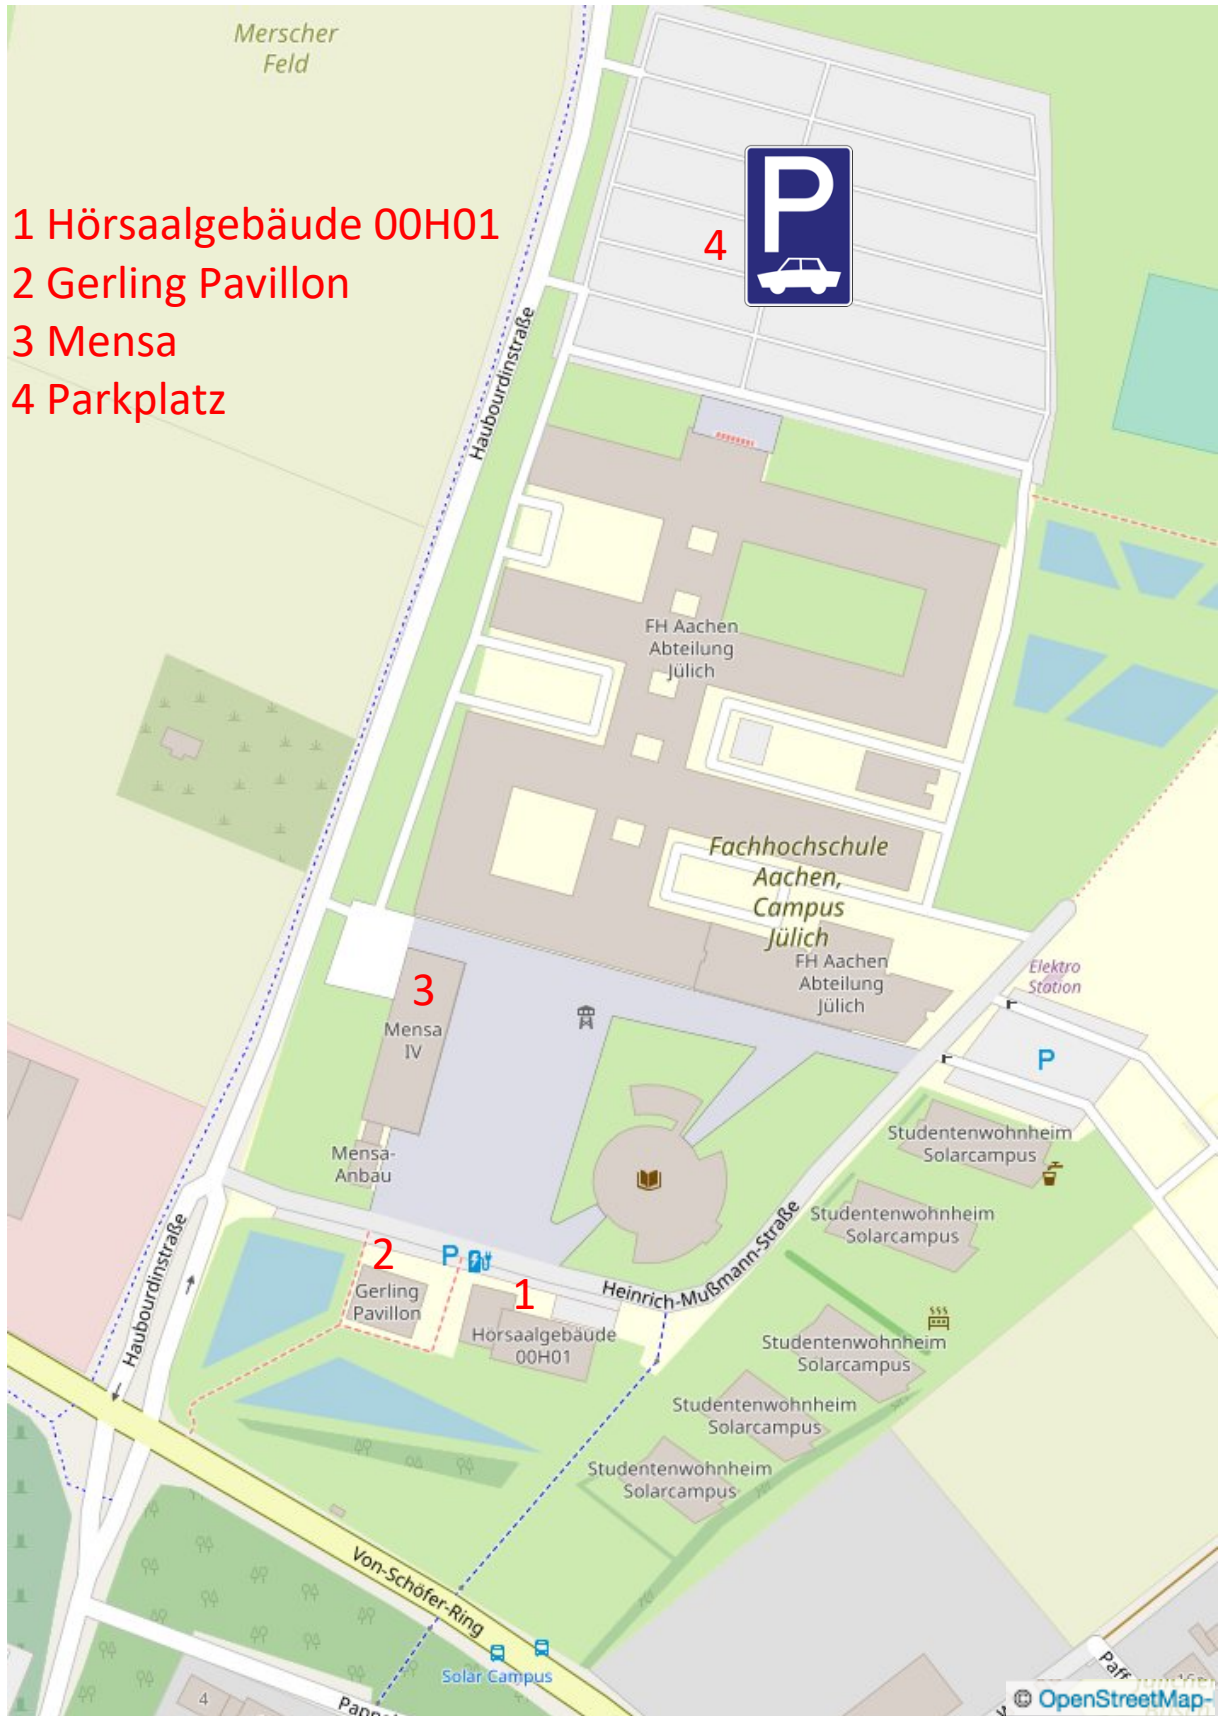 Merscher
Feld
1 Hörsaalgebäude 00H01
2 Gerling Pavillon
3 Mensa
4 Parkplatz
P
4
Haubourdinstraße
FH Aachen
Abteilung
Jülich
Fachhochschule
Aachen,
Campus
Jülich
FH Aachen
Abteilung
Jülich
Elektro
Station
3
Mensa
IV
P
Mensa-
Anbau
Studentenwohnheim
Solarcampus
Studentenwohnheim
Solarcampus
Haubourdinstraße
2
P
Gerling
Pavillon
1
Hörsaalgebäude
00H01
Heinrich-Mußmann-Straße
Studentenwohnheim
Solarcampus
Studentenwohnheim
Solarcampus
Studentenwohnheim
Solarcampus
Von-Schöfer-Ring
Solar Campus
4
© OpenStreetMap-